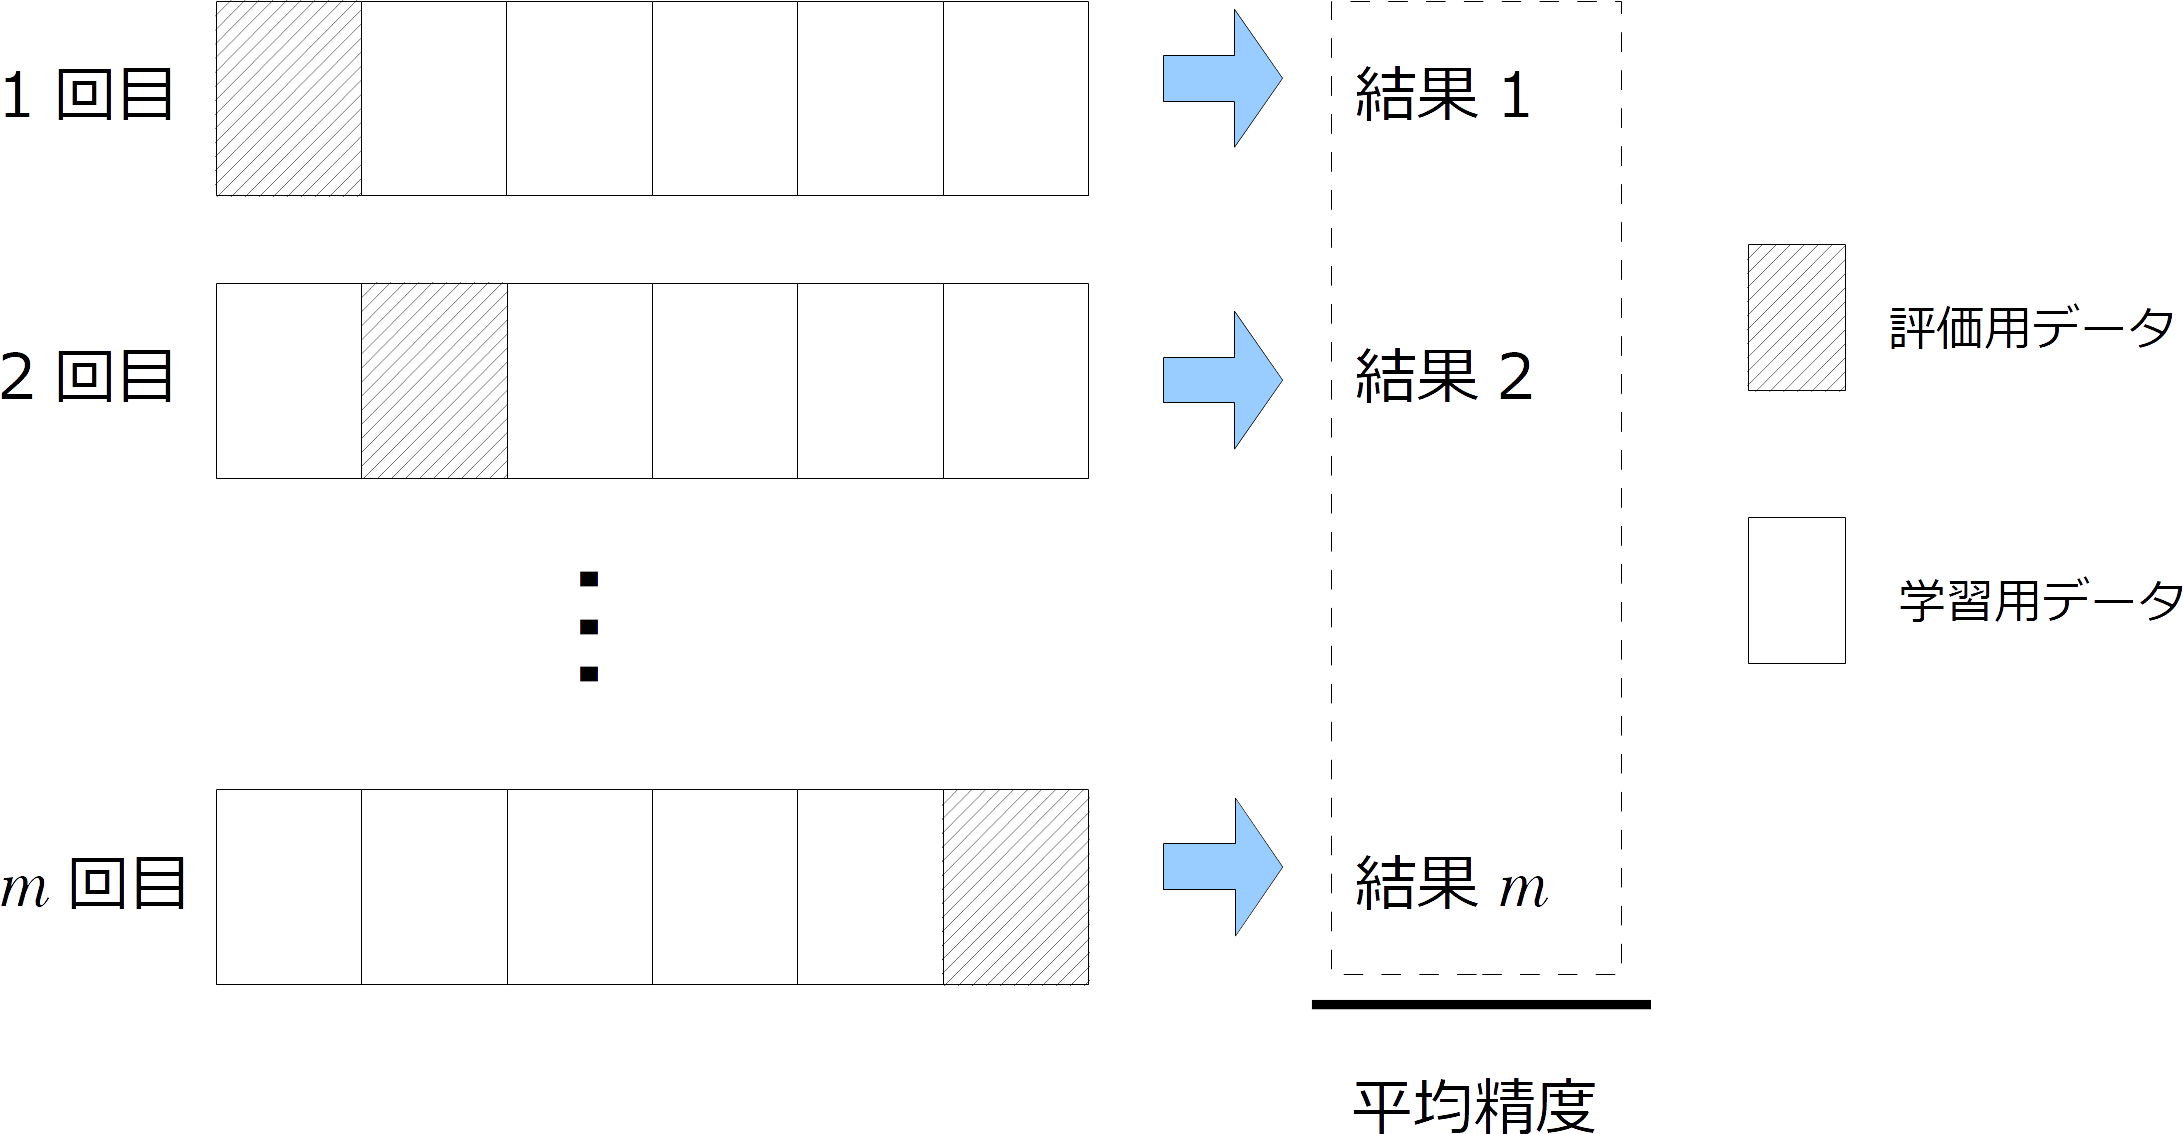 1 回目
結果 1
評価用データ
2 回目
結果 2
学習用データ
m 回目
結果 m
平均精度